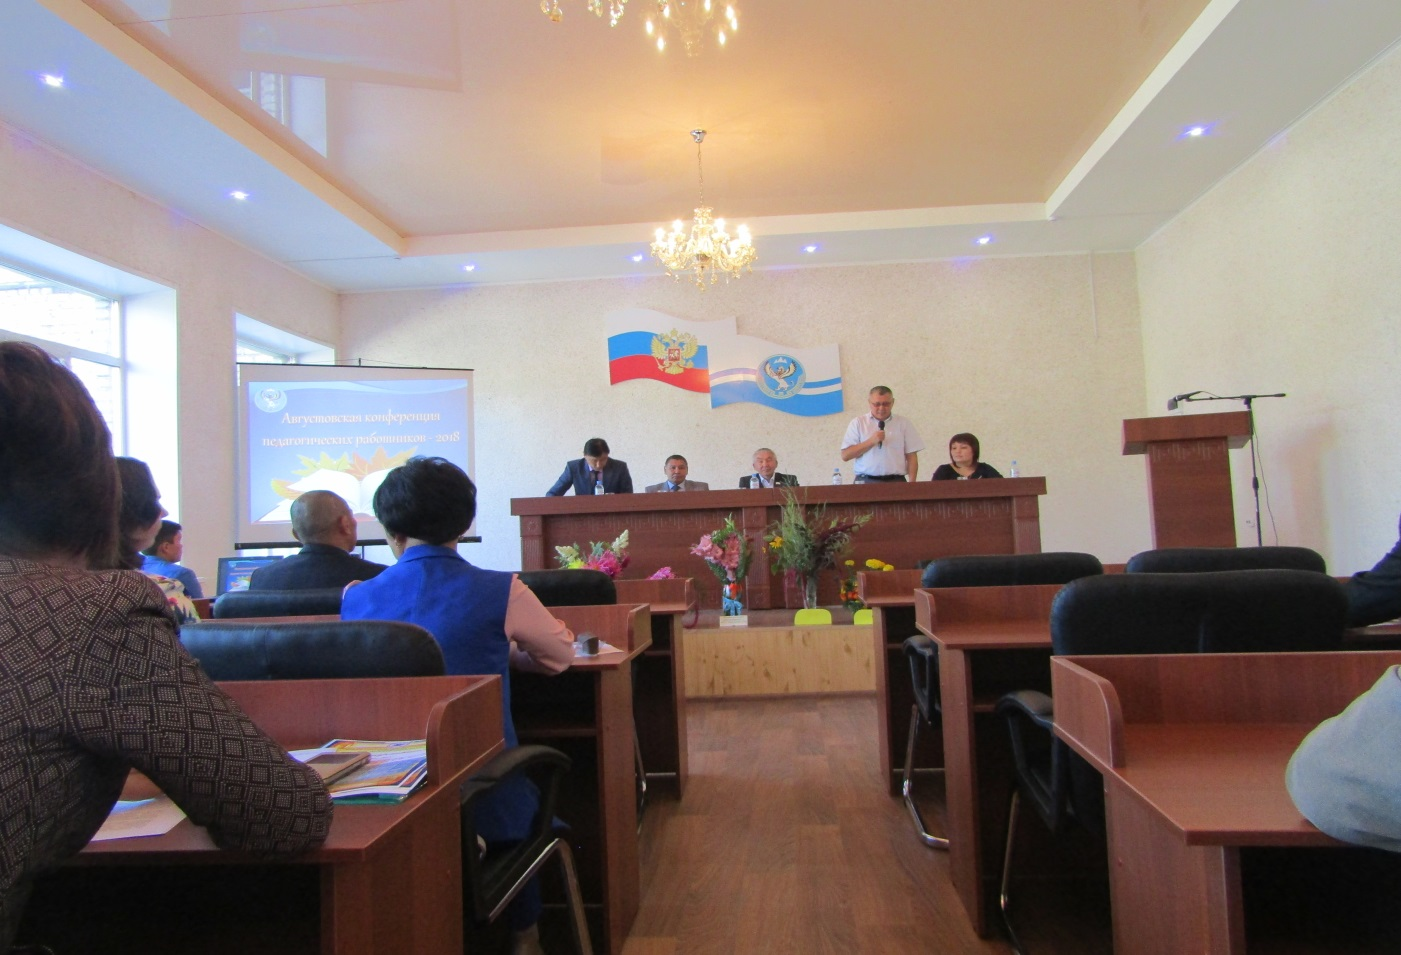 Августовская конференция
педагогических работников - 2018